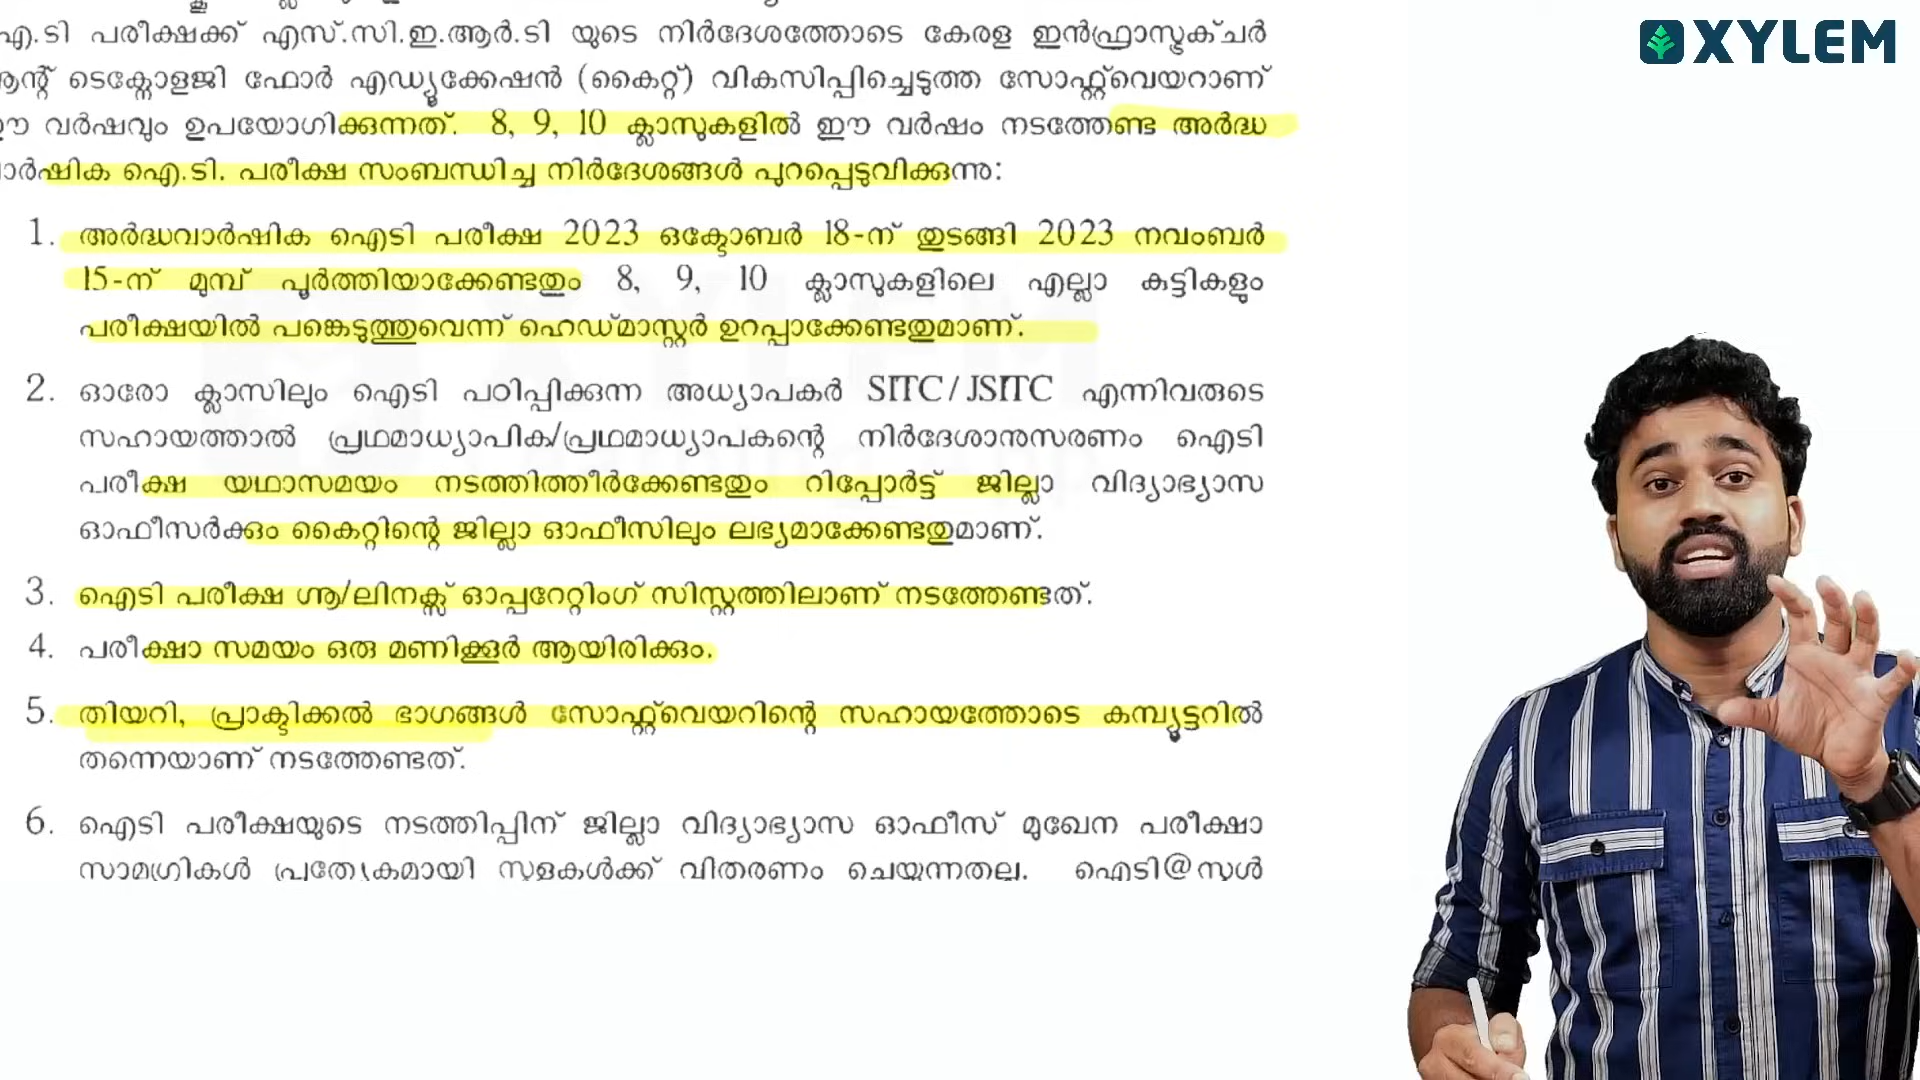 XYLEM
എ.ടി പരീക്ഷക്ക് എസ്.സി.ഇ.ആർ.ടി യുടെ നിർദേശത്തോടെ കേരള ഇൻഫ്രാസ്ട്രക്ചർ
ആന്റ് ടെക്നോളജി ഫോർ എഡ്യൂക്കേഷൻ (കൈറ്റ്) വികസിപ്പിച്ചെടുത്ത സോഫ്റ്റ്‌വെയറാണ്
ഈ വർഷവും ഉപയോഗിക്കുന്നത്. 8, 9, 10 ക്ലാസുകളിൽ ഈ വർഷം നടത്തേണ്ട അർദ്ധ
വാർഷിക ഐ.ടി. പരീക്ഷ സംബന്ധിച്ച നിർദേശങ്ങൾ പുറപ്പെടുവിക്കുന്നു:
1. അർദ്ധവാർഷിക ഐടി പരീക്ഷ 2023 ഒക്ടോബർ 18-ന് തുടങ്ങി 2023 നവംബർ
15-ന് മുമ്പ് പൂർത്തിയാക്കേണ്ടതും 8, 9, 10 ക്ലാസുകളിലെ എല്ലാ കുട്ടികളും
പരീക്ഷയിൽ പങ്കെടുത്തുവെന്ന് ഹെഡ്മാസ്റ്റർ ഉറപ്പാക്കേണ്ടതുമാണ്.
2. ഓരോ ക്ലാസിലും ഐടി പഠിപ്പിക്കുന്ന അധ്യാപകർ SITC/JSITC എന്നിവരുടെ
സഹായത്താൽ പ്രഥമാധ്യാപിക/പ്രഥമാധ്യാപകന്റെ നിർദേശാനുസരണം ഐടി
പരീക്ഷ യഥാസമയം നടത്തിത്തീർക്കേണ്ടതും റിപ്പോർട്ട് ജില്ലാ വിദ്യാഭ്യാസ
ഓഫീസർക്കും കൈറ്റിന്റെ ജില്ലാ ഓഫീസിലും ലഭ്യമാക്കേണ്ടതുമാണ്.
3. ഐടി പരീക്ഷ ഗ്നൂ/ലിനക്സ് ഓപ്പറേറ്റിംഗ് സിസ്റ്റത്തിലാണ് നടത്തേണ്ടത്.
4. പരീക്ഷാ സമയം ഒരു മണിക്കൂർ ആയിരിക്കും.
5. തിയറി, പ്രാക്ടിക്കൽ ഭാഗങ്ങൾ സോഫ്റ്റ്‌വെയറിന്റെ സഹായത്തോടെ കമ്പ്യൂട്ടറിൽ
തന്നെയാണ് നടത്തേണ്ടത്.
6. ഐടി പരീക്ഷയുടെ നടത്തിപ്പിന് ജില്ലാ വിദ്യാഭ്യാസ ഓഫീസ് മുഖേന പരീക്ഷാ
സാമഗ്രികൾ പ്രത്യേകമായി സ്കൂളുകൾക്ക് വിതരണം ചെയ്യുന്നതല്ല. ഐടി@സ്കൂൾ